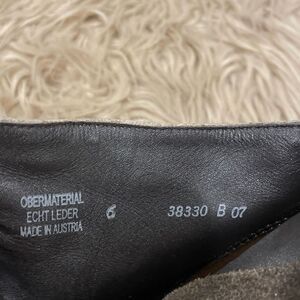 OBERMATERIAL
ECHT LEDER 6 38330 B 07
MADE IN AUSTRIA